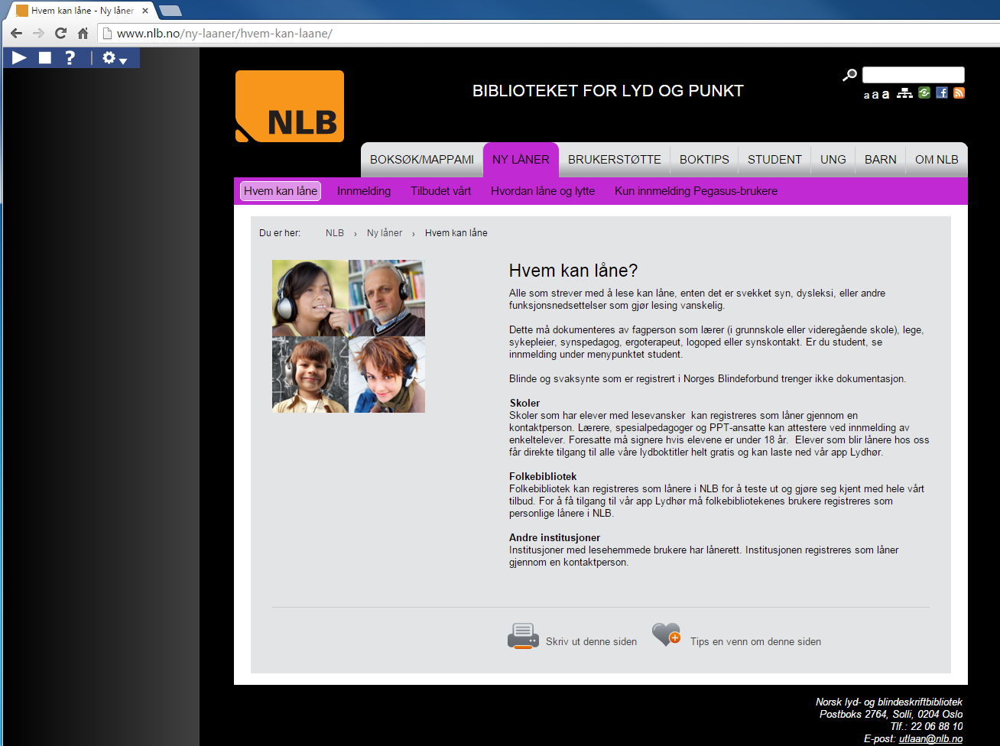 Hvem kan låne - Ny låner
www.nlb.no/ny-laaner/hvem-kan-laane/
?
NLB
BIBLIOTEKET FOR LYD OG PUNKT
a a a
BOKSØK/MAPPAMI NY LÅNER BRUKERSTØTTE BOKTIPS STUDENT UNG BARN OM NLB
Hvem kan låne Innmelding Tilbudet vårt Hvordan låne og lytte Kun innmelding Pegasus-brukere
Du er her: NLB › Ny låner › Hvem kan låne
Hvem kan låne?
Alle som strever med å lese kan låne, enten det er svekket syn, dysleksi, eller andre
funksjonsnedsettelser som gjør lesing vanskelig.
Dette må dokumenteres av fagperson som lærer (i grunnskole eller videregående skole), lege,
sykepleier, synspedagog, ergoterapeut, logoped eller synskontakt. Er du student, se
innmelding under menypunktet student.
Blinde og svaksynte som er registrert i Norges Blindeforbund trenger ikke dokumentasjon.
Skoler
Skoler som har elever med lesevansker  kan registreres som låner gjennom en
kontaktperson. Lærere, spesialpedagoger og PPT-ansatte kan attestere ved innmelding av
enkeltelever. Foresatte må signere hvis elevene er under 18 år.  Elever som blir lånere hos oss
får direkte tilgang til alle våre lydboktitler helt gratis og kan laste ned vår app Lydhør.
Folkebibliotek
Folkebibliotek kan registreres som lånere i NLB for å teste ut og gjøre seg kjent med hele vårt
tilbud. For å få tilgang til vår app Lydhør må folkebibliotekenes brukere registreres som
personlige lånere i NLB.
Andre institusjoner
Institusjoner med lesehemmede brukere har lånerett. Institusjonen registreres som låner
gjennom en kontaktperson.
Skriv ut denne siden Tips en venn om denne siden
Norsk lyd- og blindeskriftbibliotek
Postboks 2764, Solli, 0204 Oslo
Tlf.: 22 06 88 10
E-post: utlaan@nlb.no